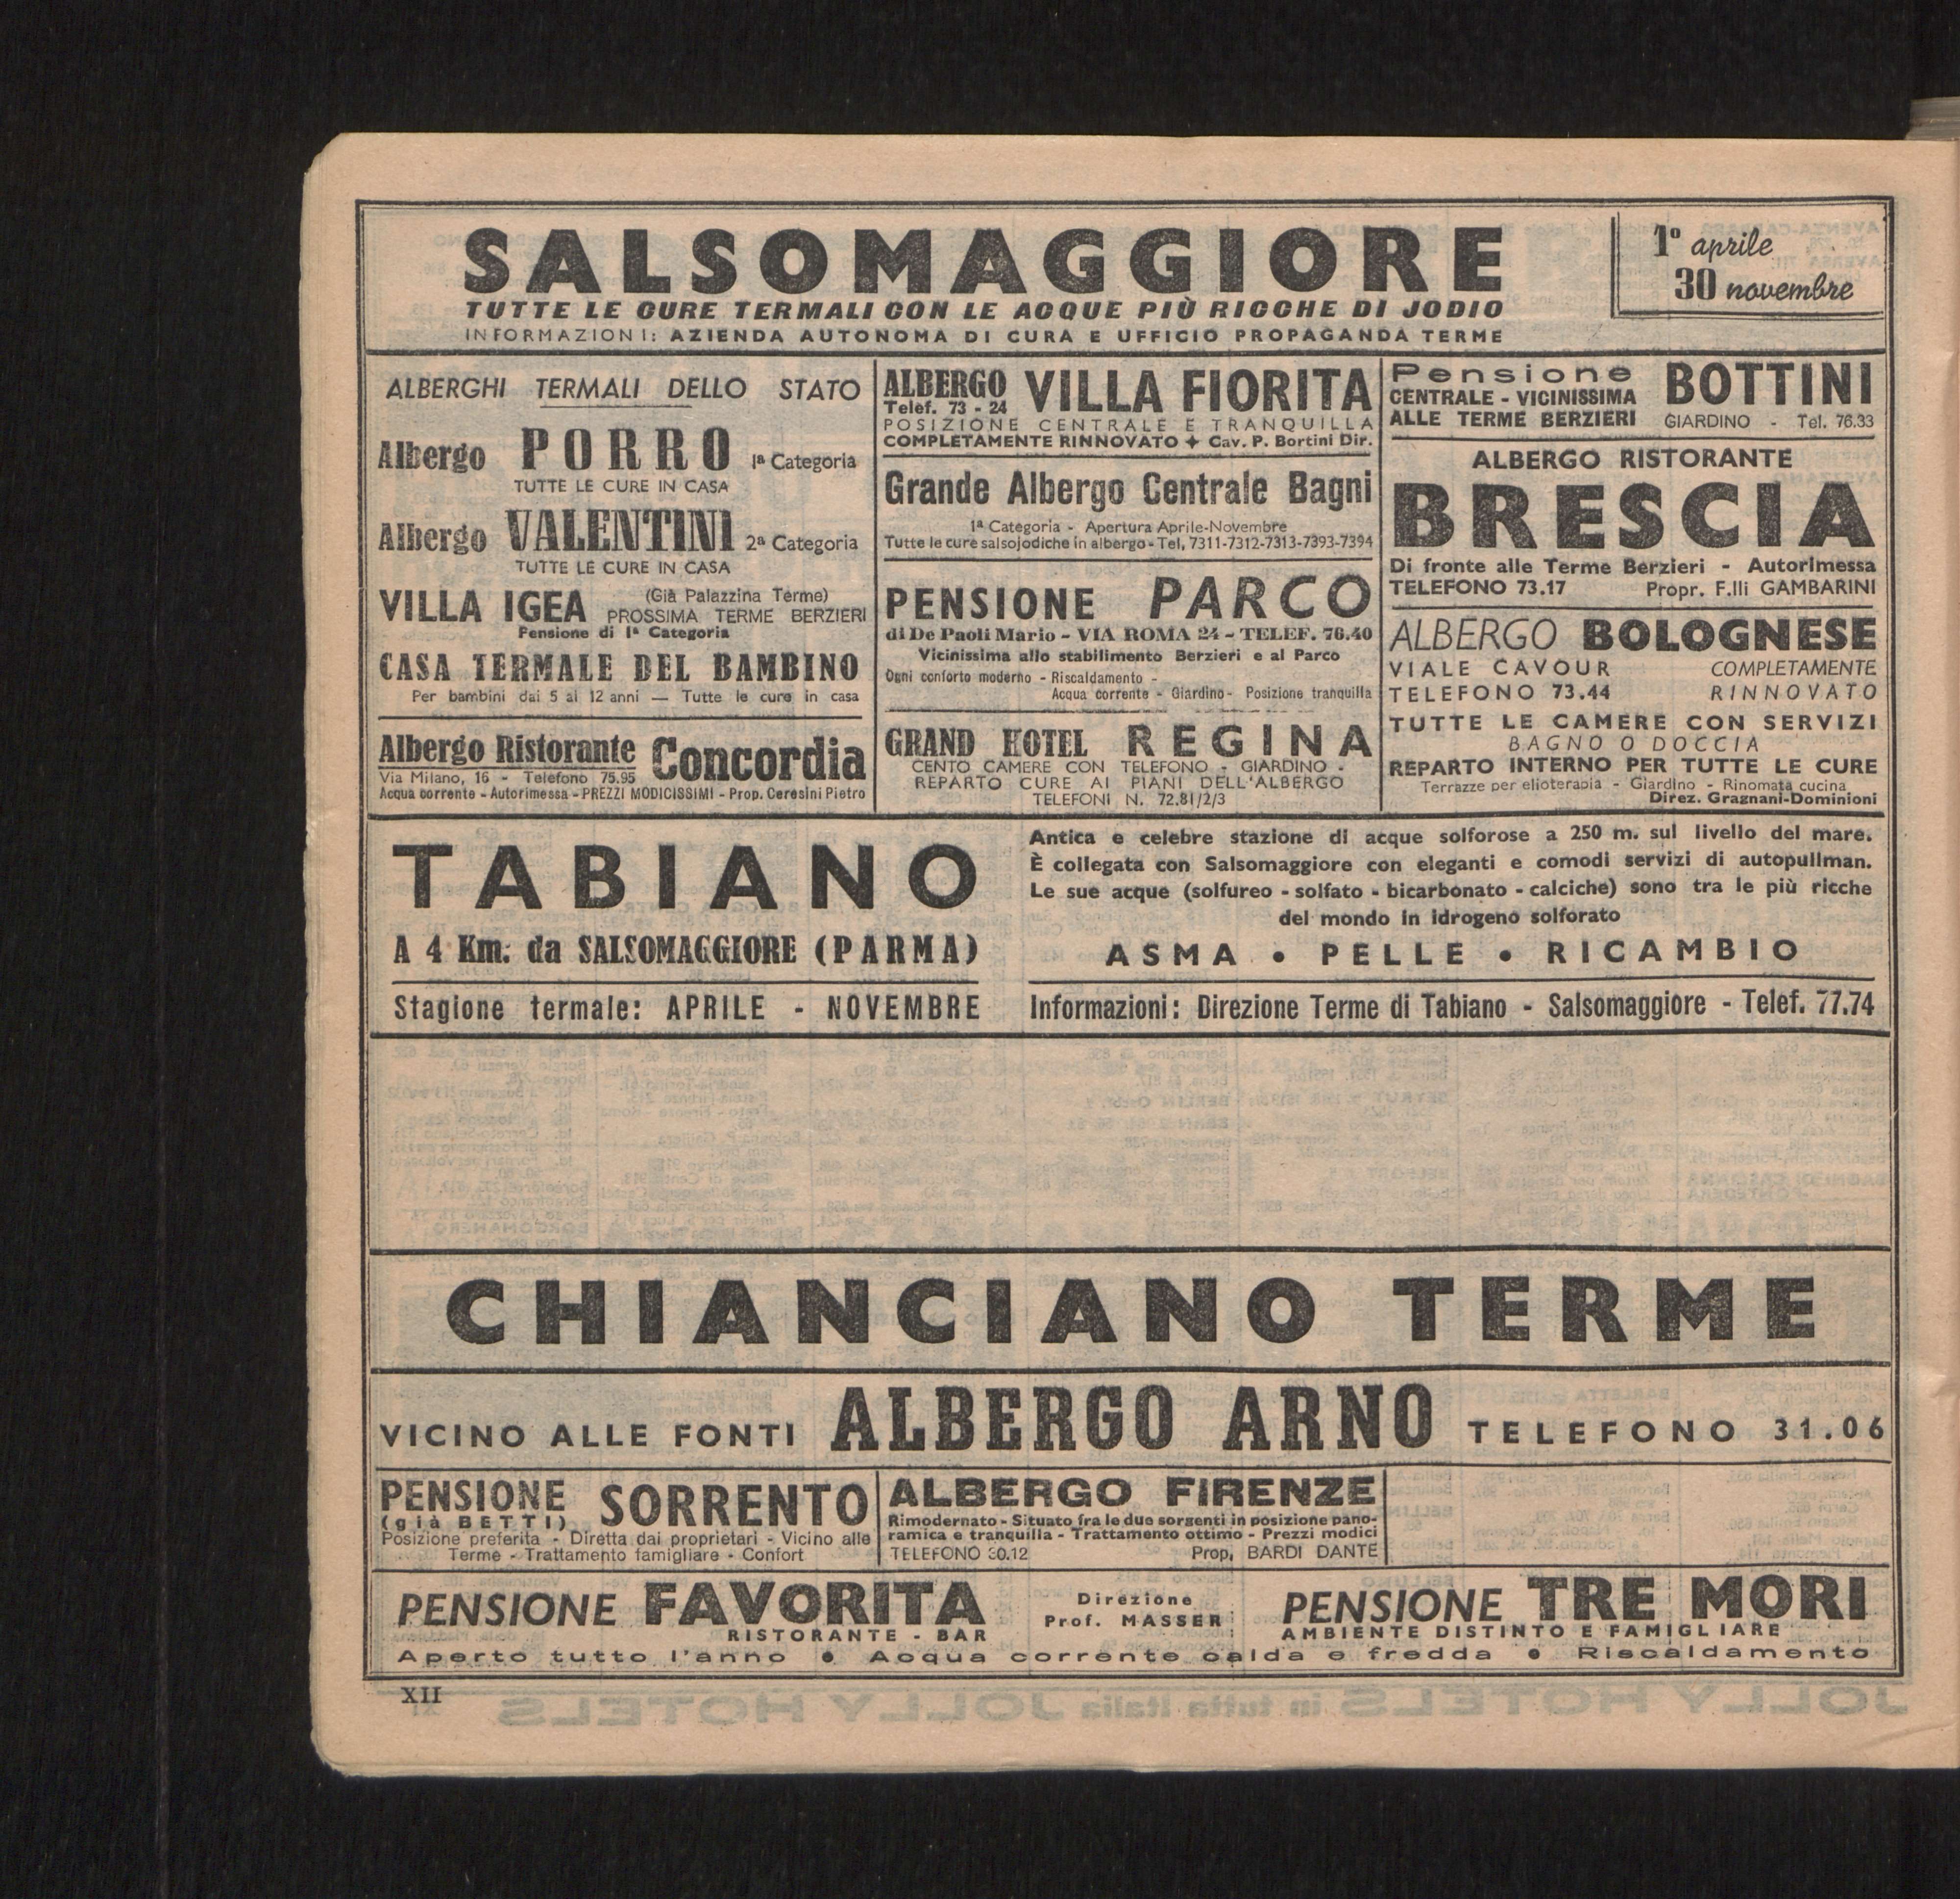 SALSOMAGGIORE
TUTTE LE CURE TERMALI CON LE ACQUE PIÙ RICCHE DI JODIO
INFORMAZIONI: AZIENDA AUTONOMA DI CURA E UFFICIO PROPAGANDA TERME
1º aprile
30 novembre
ALBERGHI TERMALI DELLO STATO
Albergo PORRO 1ª Categoria
TUTTE LE CURE IN CASA
Albergo VALENTINI 2ª Categoria
TUTTE LE CURE IN CASA
VILLA IGEA (Già Palazzina Terme)
PROSSIMA TERME BERZIERI
Pensione di 1ª Categoria
CASA TERMALE DEL BAMBINO
Per bambini dai 5 ai 12 anni — Tutte le cure in casa
Albergo Ristorante Concordia
Via Milano, 16 - Telefono 75.95
Acqua corrente - Autorimessa - PREZZI MODICISSIMI - Prop. Ceresini Pietro
ALBERGO VILLA FIORITA
Telef. 73 - 24
POSIZIONE CENTRALE E TRANQUILLA
COMPLETAMENTE RINNOVATO ✦ Cav. P. Bortini Dir.
Grande Albergo Centrale Bagni
1ª Categoria - Apertura Aprile-Novembre
Tutte le cure salsojodiche in albergo - Tel. 7311-7312-7313-7393-7394
PENSIONE PARCO
di De Paoli Mario - VIA ROMA 24 - TELEF. 76.40
Vicinissima allo stabilimento Berzieri e al Parco
Ogni conforto moderno - Riscaldamento -
Acqua corrente - Giardino - Posizione tranquilla
GRAND HOTEL REGINA
CENTO CAMERE CON TELEFONO - GIARDINO -
REPARTO CURE AI PIANI DELL'ALBERGO
TELEFONI N. 72.81/2/3
Pensione BOTTINI
CENTRALE - VICINISSIMA
ALLE TERME BERZIERI GIARDINO - Tel. 76.33
ALBERGO RISTORANTE
BRESCIA
Di fronte alle Terme Berzieri - Autorimessa
TELEFONO 73.17 Propr. F.lli GAMBARINI
ALBERGO BOLOGNESE
VIALE CAVOUR COMPLETAMENTE
TELEFONO 73.44 RINNOVATO
TUTTE LE CAMERE CON SERVIZI
BAGNO O DOCCIA
REPARTO INTERNO PER TUTTE LE CURE
Terrazze per elioterapia - Giardino - Rinomata cucina
Direz. Gragnani-Dominioni
TABIANO
A 4 Km. da SALSOMAGGIORE (PARMA)
Stagione termale: APRILE - NOVEMBRE
Antica e celebre stazione di acque solforose a 250 m. sul livello del mare.
È collegata con Salsomaggiore con eleganti e comodi servizi di autopullman.
Le sue acque (solfureo - solfato - bicarbonato - calciche) sono tra le più ricche
del mondo in idrogeno solforato
ASMA • PELLE • RICAMBIO
Informazioni: Direzione Terme di Tabiano - Salsomaggiore - Telef. 77.74
CHIANCIANO TERME
VICINO ALLE FONTI ALBERGO ARNO TELEFONO 31.06
PENSIONE SORRENTO
(già BETTI)
Posizione preferita - Diretta dai proprietari - Vicino alle
Terme - Trattamento famigliare - Confort
ALBERGO FIRENZE
Rimodernato - Situato fra le due sorgenti in posizione pano-
ramica e tranquilla - Trattamento ottimo - Prezzi modici
TELEFONO 30.12 Prop. BARDI DANTE
PENSIONE FAVORITA
RISTORANTE - BAR
Direzione
Prof. MASSER
PENSIONE TRE MORI
AMBIENTE DISTINTO E FAMIGLIARE
Aperto tutto l'anno • Acqua corrente calda e fredda • Riscaldamento
XII